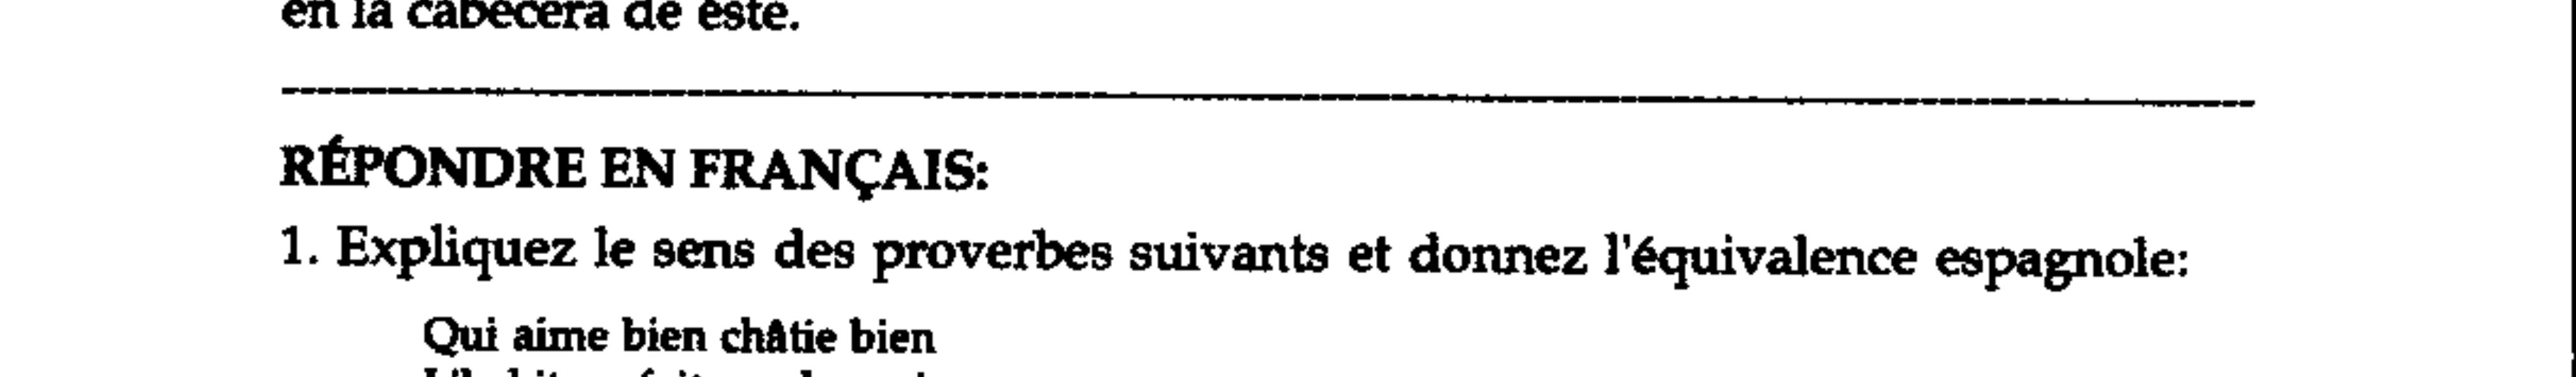 en la cabecera de éste.
RÉPONDRE EN FRANÇAIS:
1. Expliquez le sens des proverbes suivants et donnez l'équivalence espagnole:
Qui aime bien châtie bien